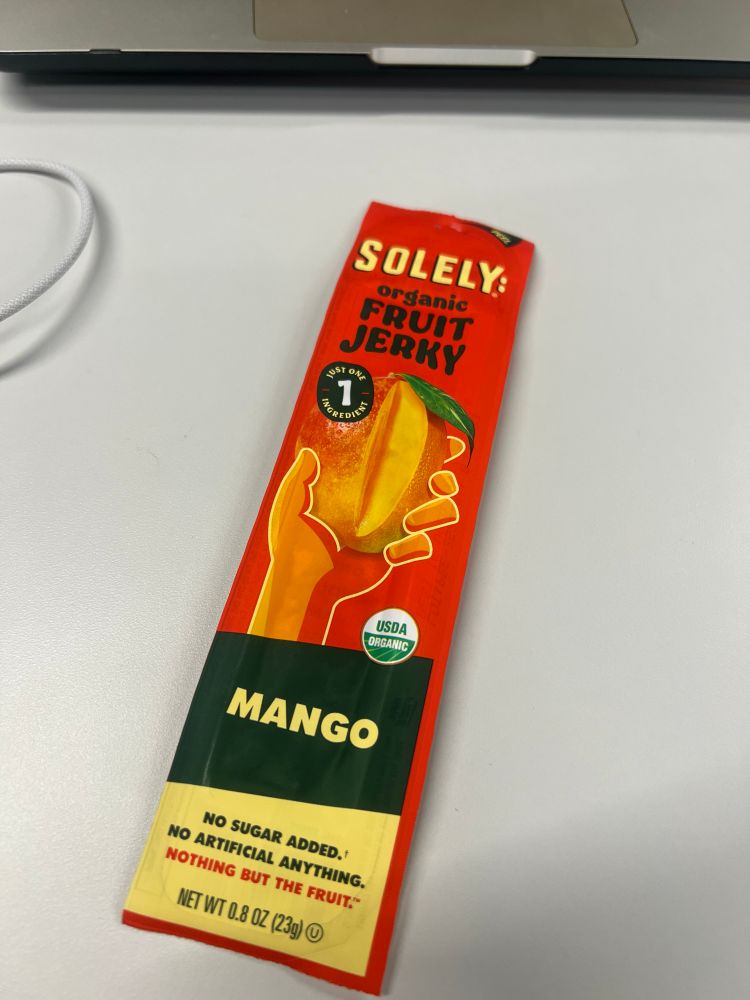 PEEL
SOLELY:
organic
FRUIT
JERKY
JUST ONE
1
INGREDIENT
USDA
ORGANIC
MANGO
NO SUGAR ADDED.†
NO ARTIFICIAL ANYTHING.
NOTHING BUT THE FRUIT.™
NET WT 0.8 OZ (23g) U